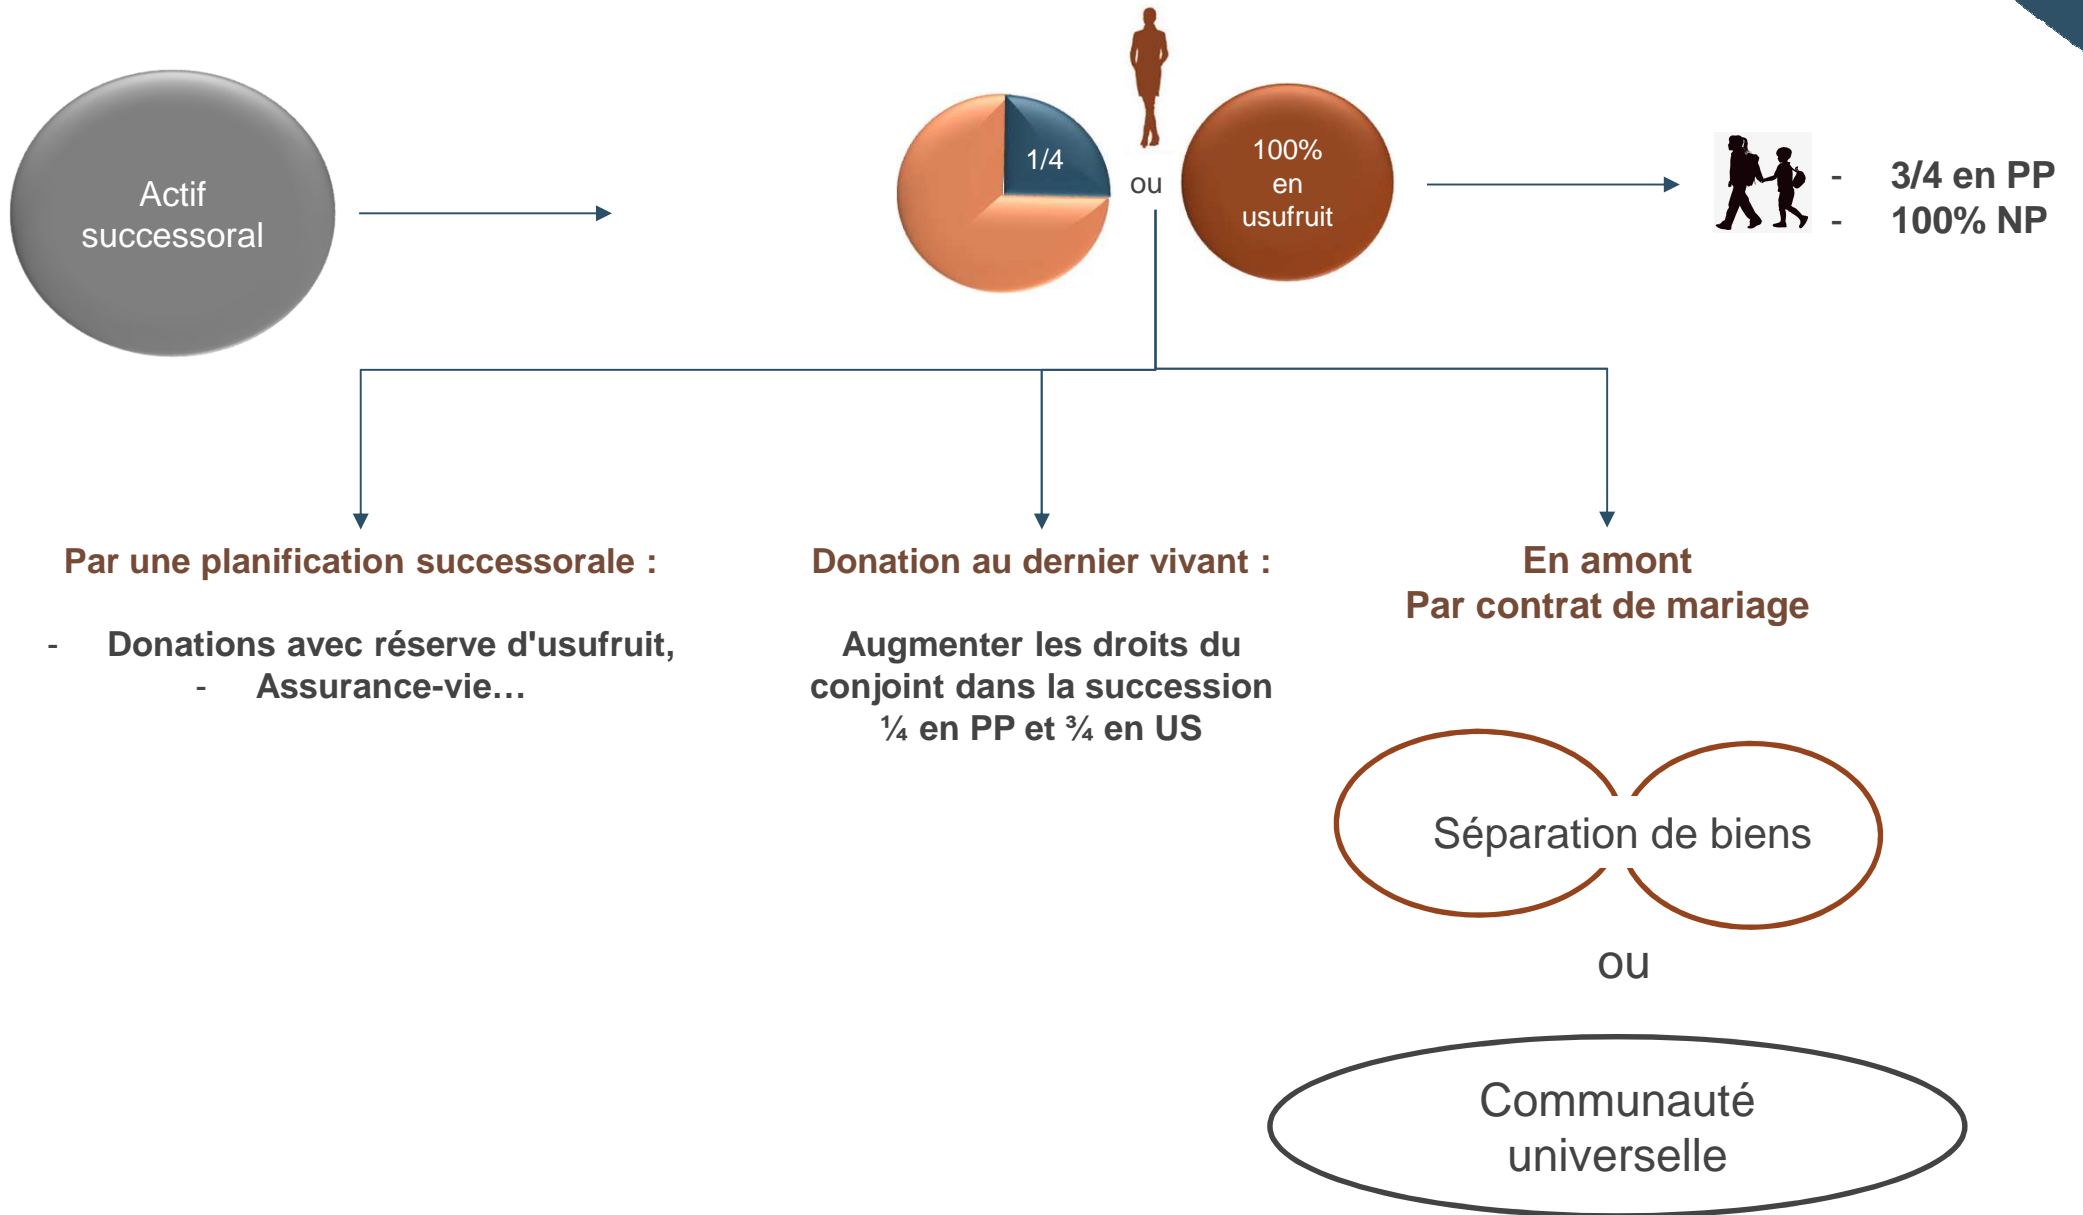 Actif
successoral
1/4
ou
100%
en
usufruit
- 3/4 en PP
- 100% NP
Par une planification successorale :
- Donations avec réserve d'usufruit,
- Assurance-vie…
Donation au dernier vivant :
Augmenter les droits du
conjoint dans la succession
¼ en PP et ¾ en US
En amont
Par contrat de mariage
Séparation de biens
ou
Communauté
universelle